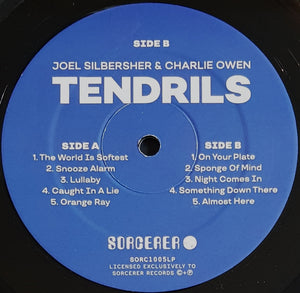 SIDE B
JOEL SILBERSHER & CHARLIE OWEN
TENDRILS
SIDE A
1. The World Is Softest
2. Snooze Alarm
3. Lullaby
4. Caught In A Lie
5. Orange Ray
SIDE B
1. On Your Plate
2. Sponge Of Mind
3. Night Comes In
4. Something Down There
5. Almost Here
SORCERER
SORC1005LP
LICENSED EXCLUSIVELY TO
SORCERER RECORDS ©+℗